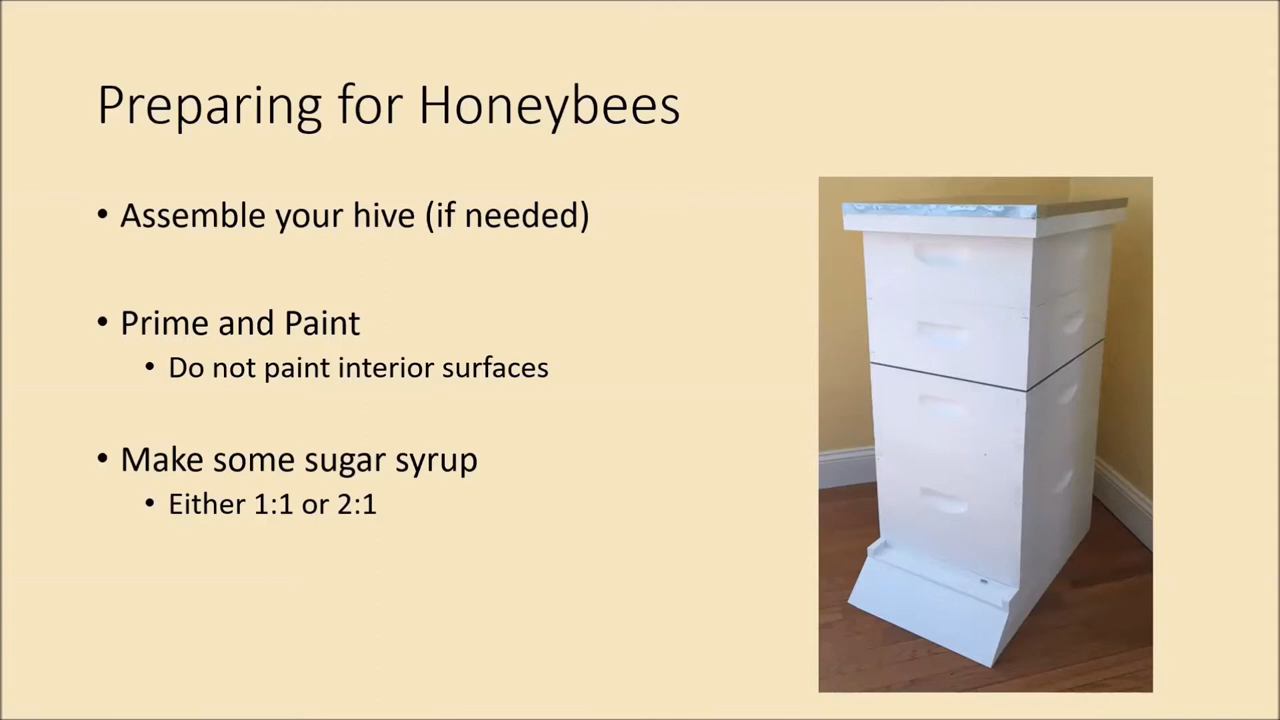 Preparing for Honeybees
• Assemble your hive (if needed)
• Prime and Paint
• Do not paint interior surfaces
• Make some sugar syrup
• Either 1:1 or 2:1